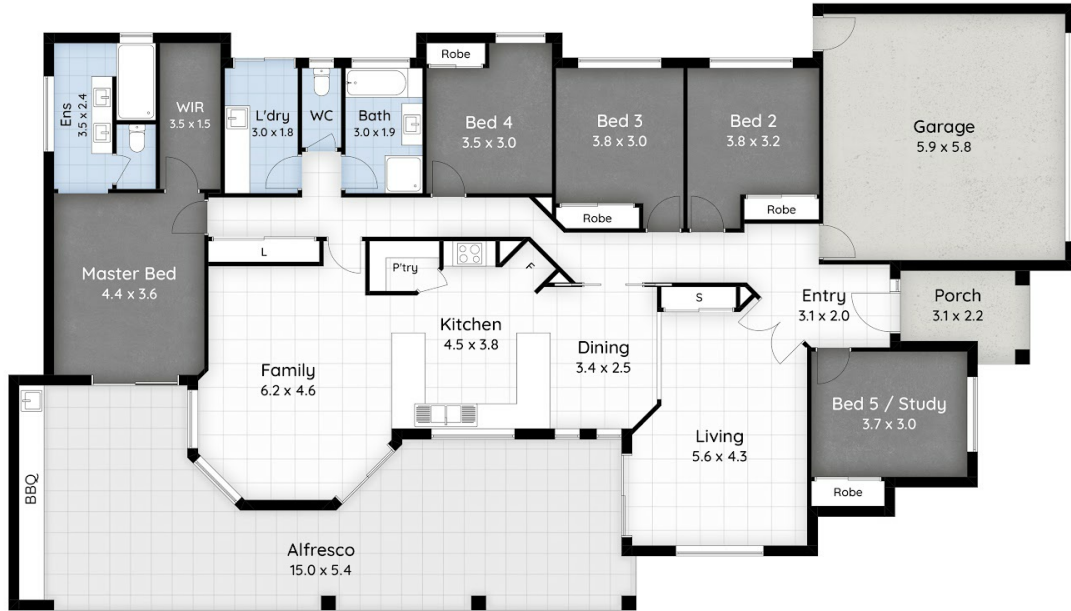 Ens
3.5 x 2.4
WIR
3.5 x 1.5
L'dry
3.0 x 1.8
WC
Bath
3.0 x 1.9
Robe
Bed 4
3.5 x 3.0
Bed 3
3.8 x 3.0
Robe
Bed 2
3.8 x 3.2
Robe
Garage
5.9 x 5.8
Master Bed
4.4 x 3.6
L
P'try
F
S
Entry
3.1 x 2.0
Porch
3.1 x 2.2
Kitchen
4.5 x 3.8
Dining
3.4 x 2.5
Family
6.2 x 4.6
Living
5.6 x 4.3
Bed 5 / Study
3.7 x 3.0
Robe
BBQ
Alfresco
15.0 x 5.4